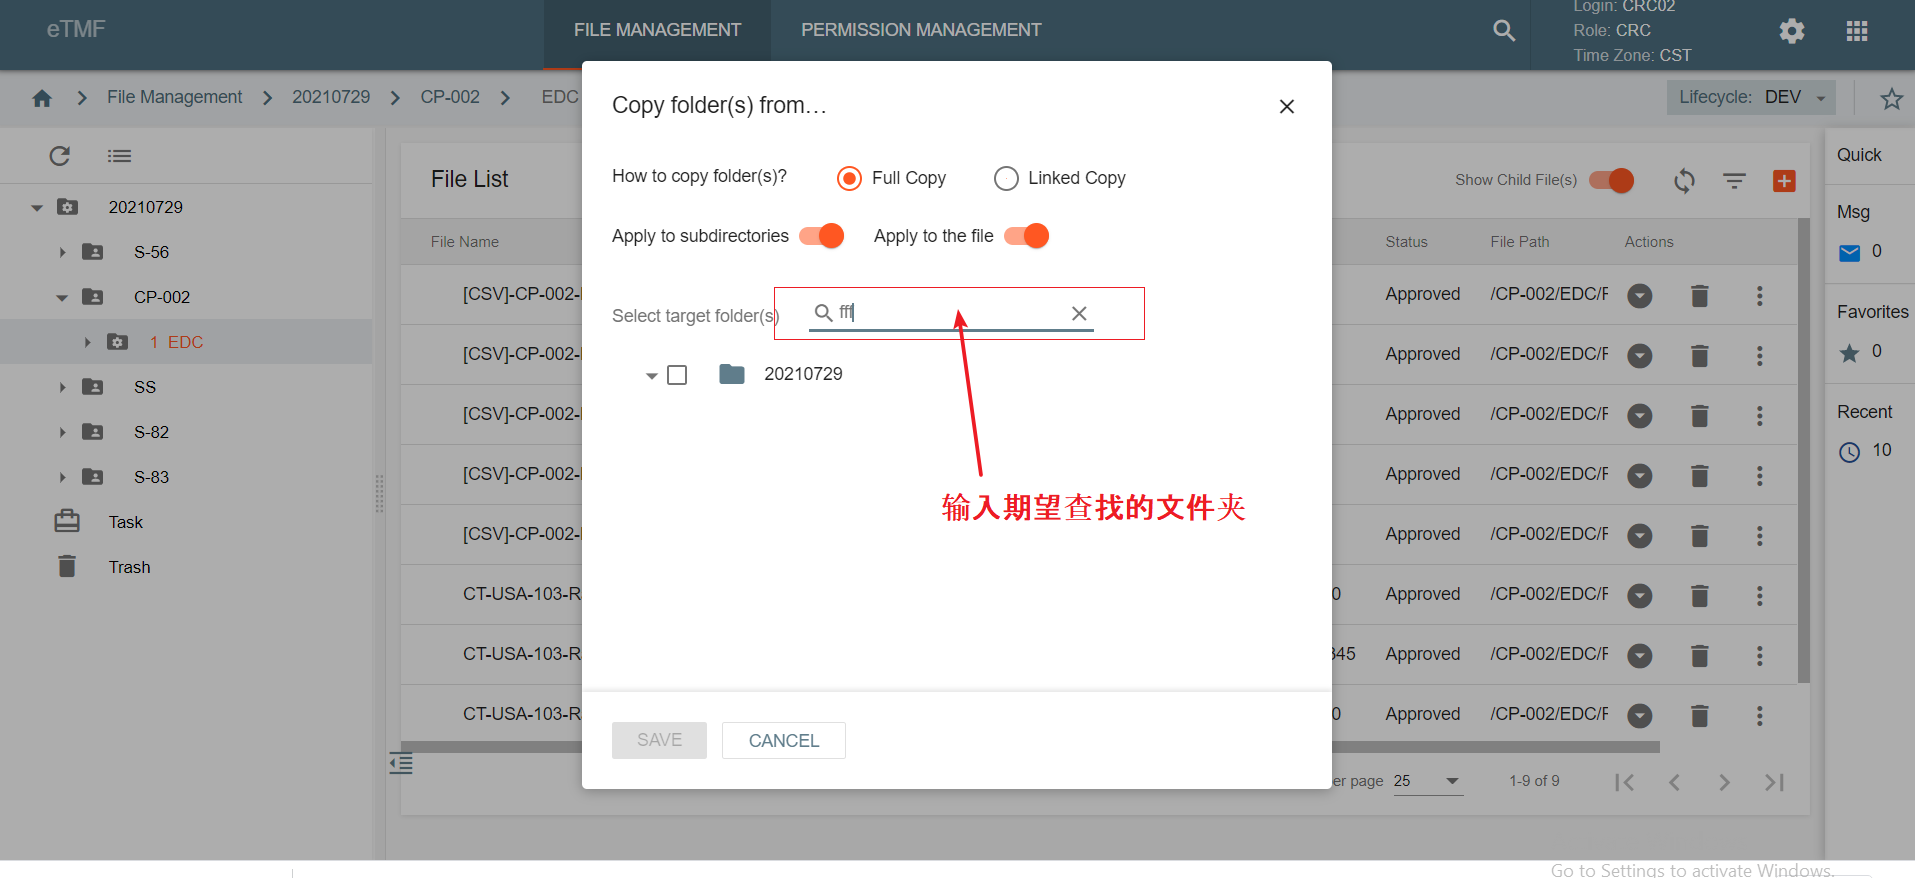 eTMF
FILE MANAGEMENT
PERMISSION MANAGEMENT
Login: CRC02
Role: CRC
Time Zone: CST
File Management
20210729
CP-002
EDC
Lifecycle: DEV
20210729
S-56
CP-002
1 EDC
SS
S-82
S-83
Task
Trash
File List
Show Child File(s)
File Name
Status
File Path
Actions
[CSV]-CP-002-
Approved
/CP-002/EDC/F
[CSV]-CP-002-
Approved
/CP-002/EDC/F
[CSV]-CP-002-
Approved
/CP-002/EDC/F
[CSV]-CP-002-
Approved
/CP-002/EDC/F
[CSV]-CP-002-
Approved
/CP-002/EDC/F
CT-USA-103-R
0
Approved
/CP-002/EDC/F
CT-USA-103-R
345
Approved
/CP-002/EDC/F
CT-USA-103-R
0
Approved
/CP-002/EDC/F
er page
25
1-9 of 9
Copy folder(s) from…
How to copy folder(s)?
Full Copy
Linked Copy
Apply to subdirectories
Apply to the file
Select target folder(s)
fff
20210729
输入期望查找的文件夹
SAVE
CANCEL
Quick
Msg
0
Favorites
0
Recent
10
Go to Settings to activate Windows.